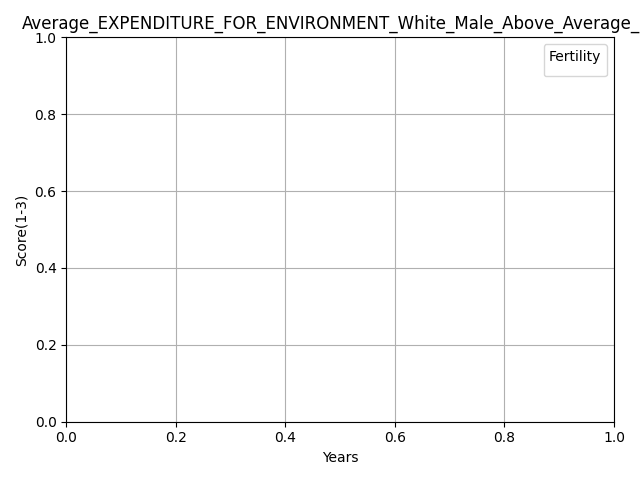 Average_EXPENDITURE_FOR_ENVIRONMENT_White_Male_Above_Average_
1.0
Fertility
0.8
0.6
Score(1-3)
0.4
0.2
0.0
0.0 0.2 0.4 0.6 0.8 1.0
Years